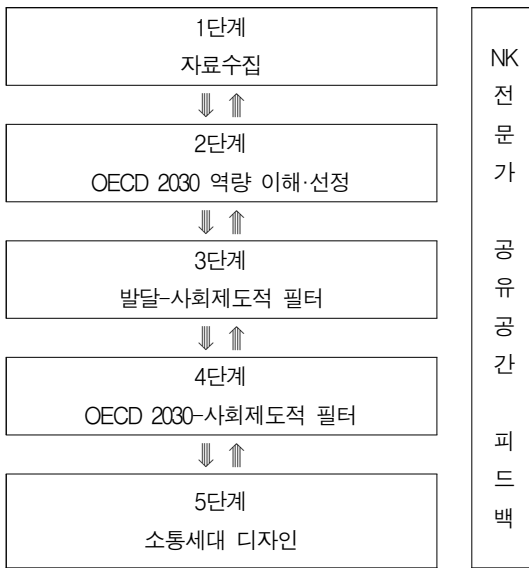 1단계
자료수집
⥥ ⤊
2단계
OECD 2030 역량 이해·선정
⥥ ⤊
3단계
발달-사회제도적 필터
⥥ ⤊
4단계
OECD 2030-사회제도적 필터
⥥ ⤊
5단계
소통세대 디자인
NK
전
문
가
공
유
공
간
피
드
백